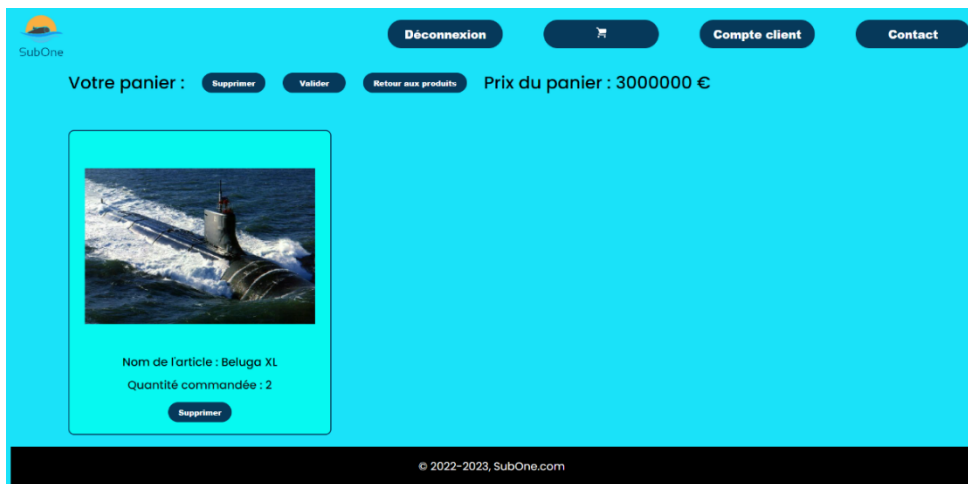 SubOne
Déconnexion
Compte client
Contact
Votre panier :
Supprimer
Valider
Retour aux produits
Prix du panier : 3000000 €
Nom de l'article : Beluga XL
Quantité commandée : 2
Supprimer
© 2022-2023, SubOne.com